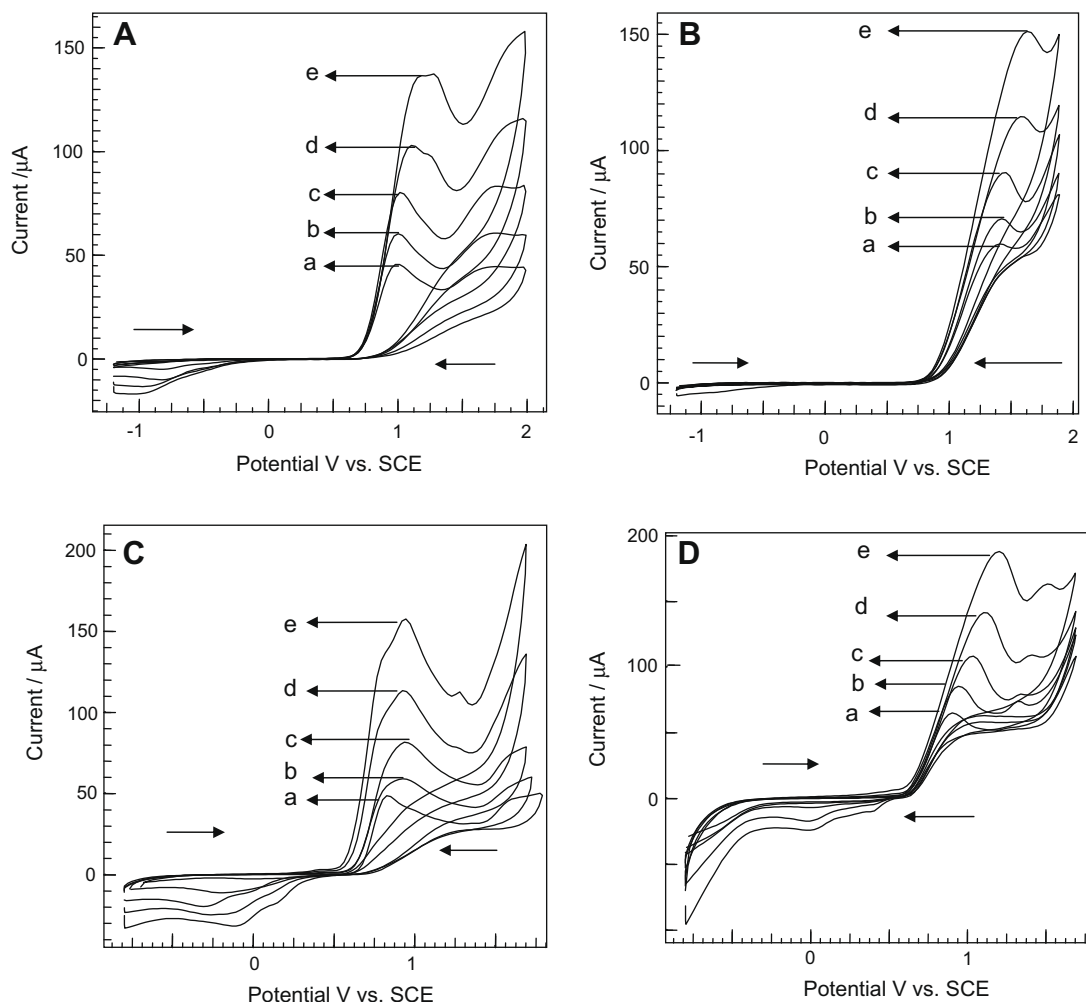 A
Current /μA
150
100
50
0
e
d
c
b
a
-1
0
1
2
Potential V vs. SCE
B
Current / μA
150
100
50
0
e
d
c
b
a
-1
0
1
2
Potential V vs. SCE
C
Current / μA
200
150
100
50
0
e
d
c
b
a
0
1
Potential V vs. SCE
D
Current / μA
200
100
0
e
d
c
b
a
0
1
Potential V vs. SCE